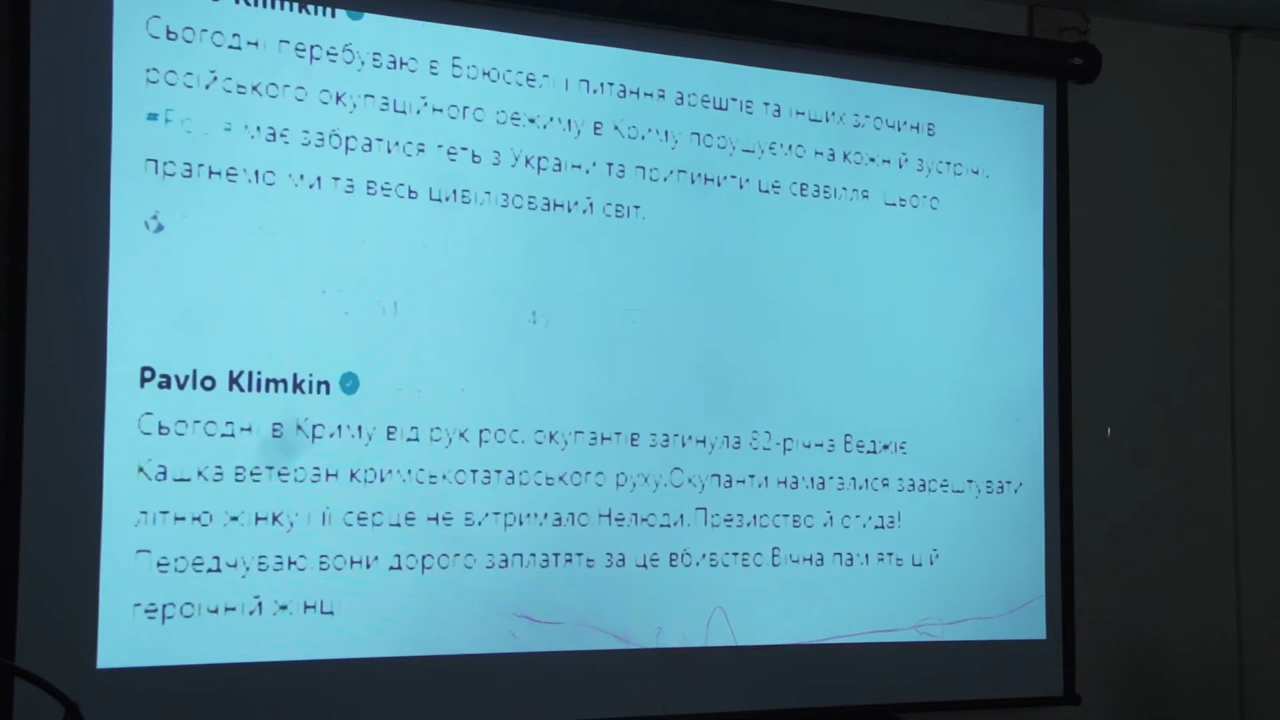 Klimkin
Сьогодні перебуваю в Брюсселі і питання арештів та інших злочинів
російського окупаційного режиму в Криму порушуємо на кожній зустрічі.
має забратися геть з України та припинити це свавілля Цього
прагнемо ми та весь цивілізований світ.
Pavlo Klimkin
Сьогодні в Криму від рук рос. окупантів загинула 82-річна Веджіє
Кашка ветеран кримськотатарського руху.Окупанти намагалися заарештувати
літню жінку і її серце не витримало.Нелюди.Презирство й огида!
Передчуваю вони дорого заплатять за це вбивство.Вічна пам'ять цій
героїчній жінці